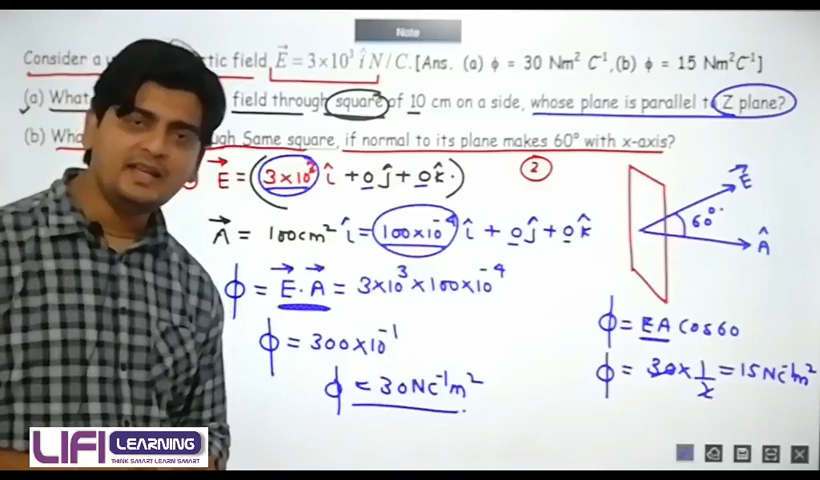 Note
Consider a tic field, E⃗ = 3×10³ î N/C. [Ans. (a) ϕ = 30 Nm² C⁻¹,(b) ϕ = 15 Nm²C⁻¹]
(a) What field through square of 10 cm on a side, whose plane is parallel to Z plane?
(b) Wha ugh Same square, if normal to its plane makes 60° with x-axis?
E⃗ = (3×10³ î + 0ĵ + 0k̂.)
②
A⃗ = 100cm² î = 100×10⁻⁴ î + 0ĵ + 0k̂
E⃗
60°
Â
ϕ = E⃗ . A⃗ = 3×10³ × 100×10⁻⁴
ϕ = EA Cos60
ϕ = 300×10⁻¹
ϕ = 30 × 1/2 = 15 NC⁻¹m²
ϕ = 30NC⁻¹m²
LIFI LEARNING
THINK SMART LEARN SMART